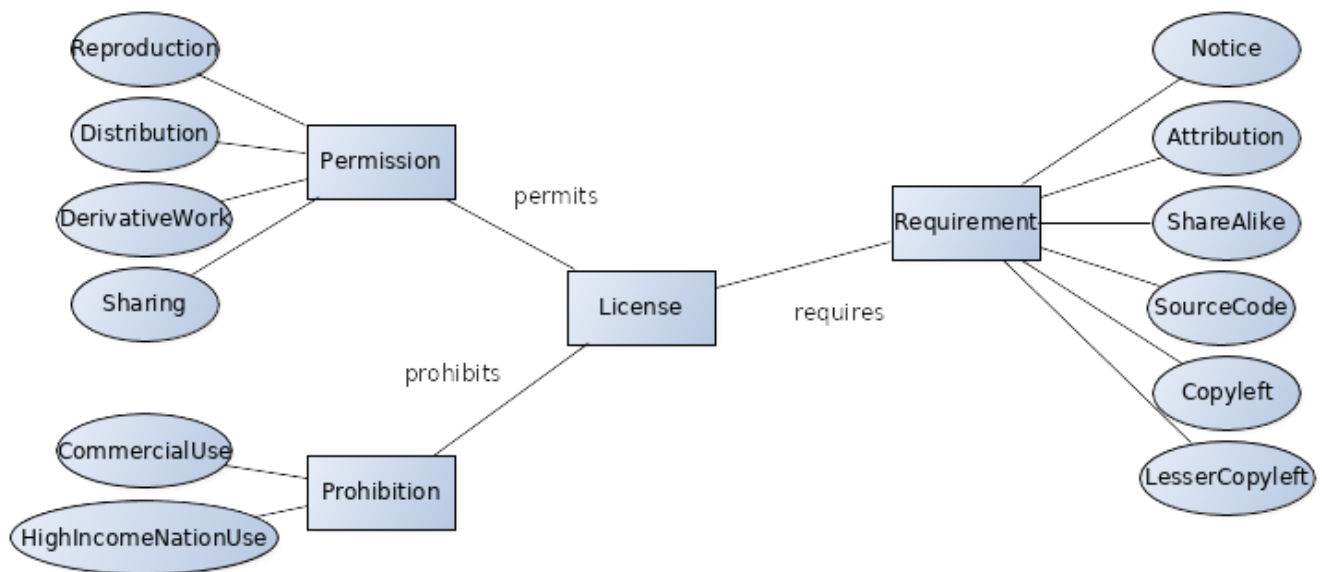 Reproduction
Distribution
DerivativeWork
Sharing
Permission
permits
License
prohibits
CommercialUse
HighIncomeNationUse
Prohibition
requires
Requirement
Notice
Attribution
ShareAlike
SourceCode
Copyleft
LesserCopyleft